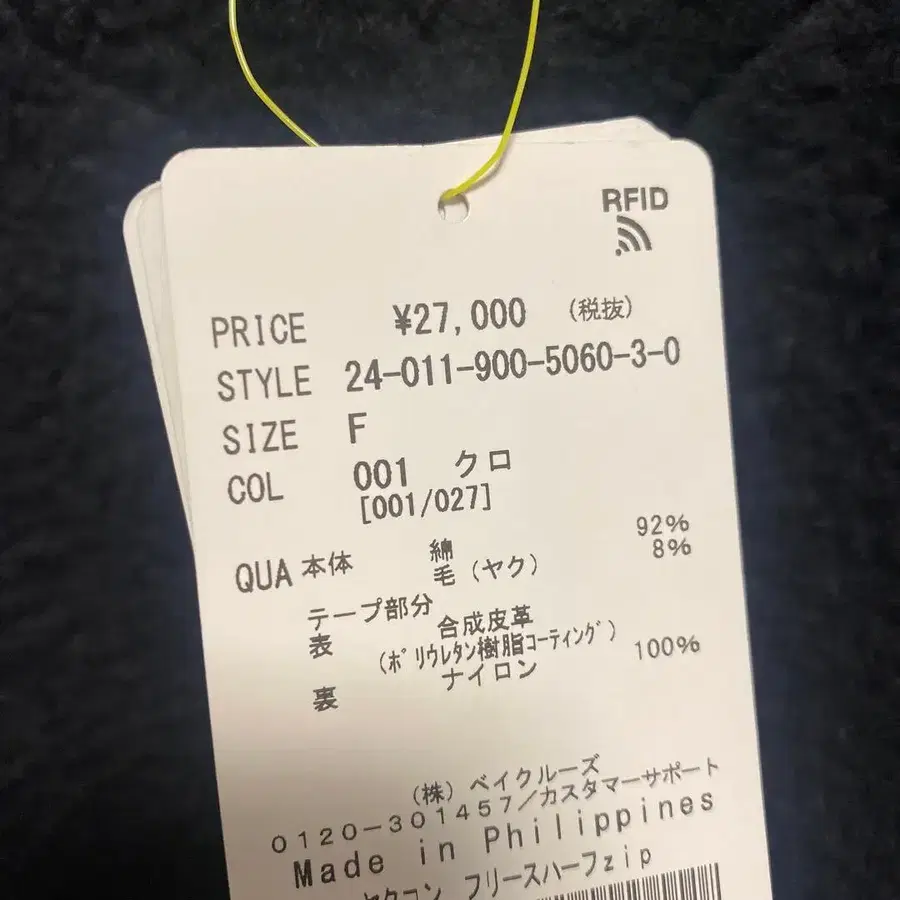 RFID
PRICE ¥27,000 (税抜)
STYLE 24-011-900-5060-3-0
SIZE F
COL 001 クロ
[001/027]
QUA 本体 綿 92%
毛(ヤク) 8%
テープ部分
表 合成皮革
(ポリウレタン樹脂コーティング)
裏 ナイロン 100%
(株)ベイクルーズ
0120-301457/カスタマーサポート
Made in Philippines
ヤクコン フリースハーフzip